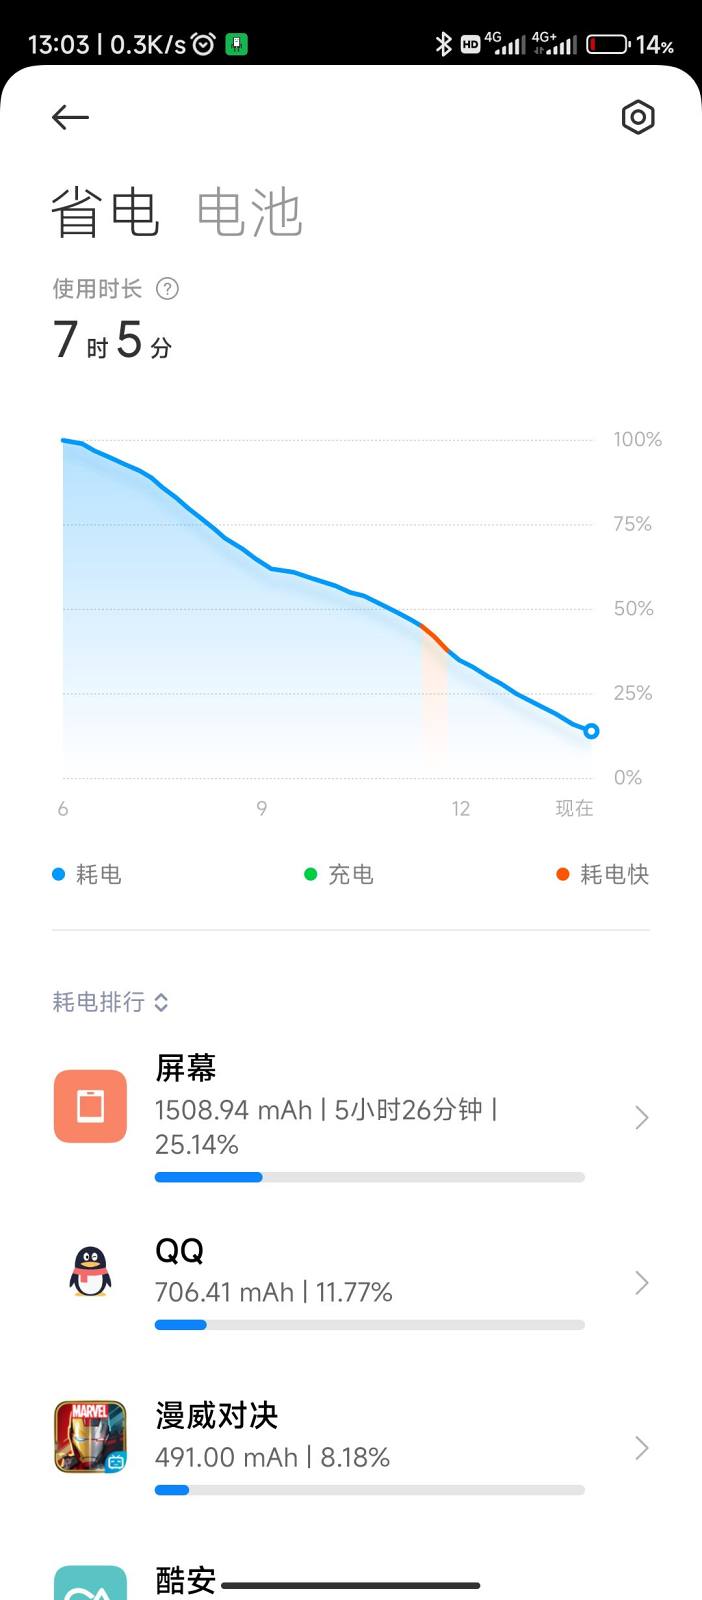 13:03 | 0.3K/s HD 4G 4G+ 14%
省电 电池
使用时长 ?
7时5分
100%
75%
50%
25%
0%
6 9 12 现在
耗电 充电 耗电快
耗电排行
屏幕
1508.94 mAh | 5小时26分钟 |
25.14%
QQ
706.41 mAh | 11.77%
MARVEL
漫威对决
491.00 mAh | 8.18%
酷安